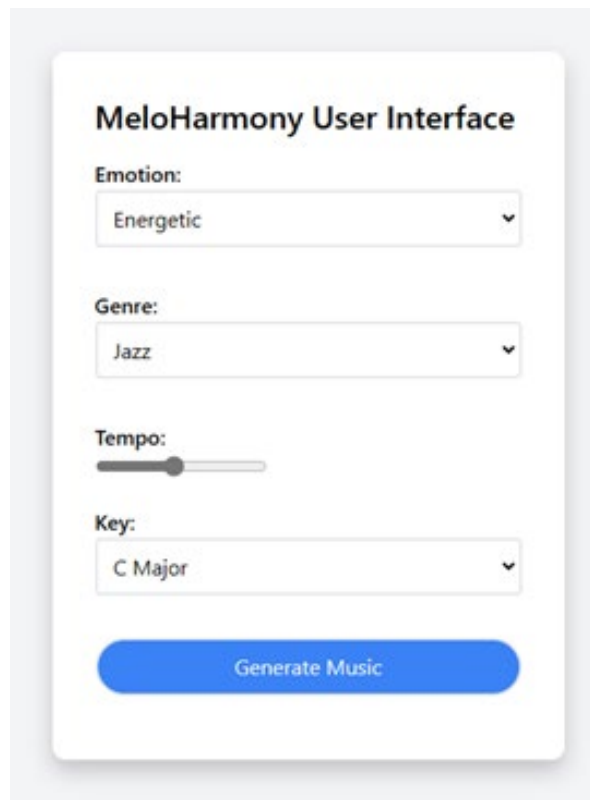 MeloHarmony User Interface
Emotion:
Energetic
Genre:
Jazz
Tempo:
Key:
C Major
Generate Music